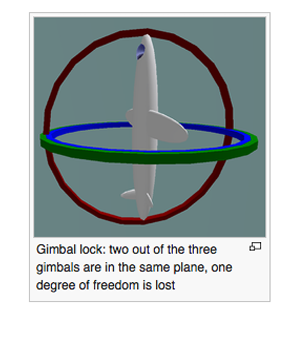 Gimbal lock: two out of the three
gimbals are in the same plane, one
degree of freedom is lost